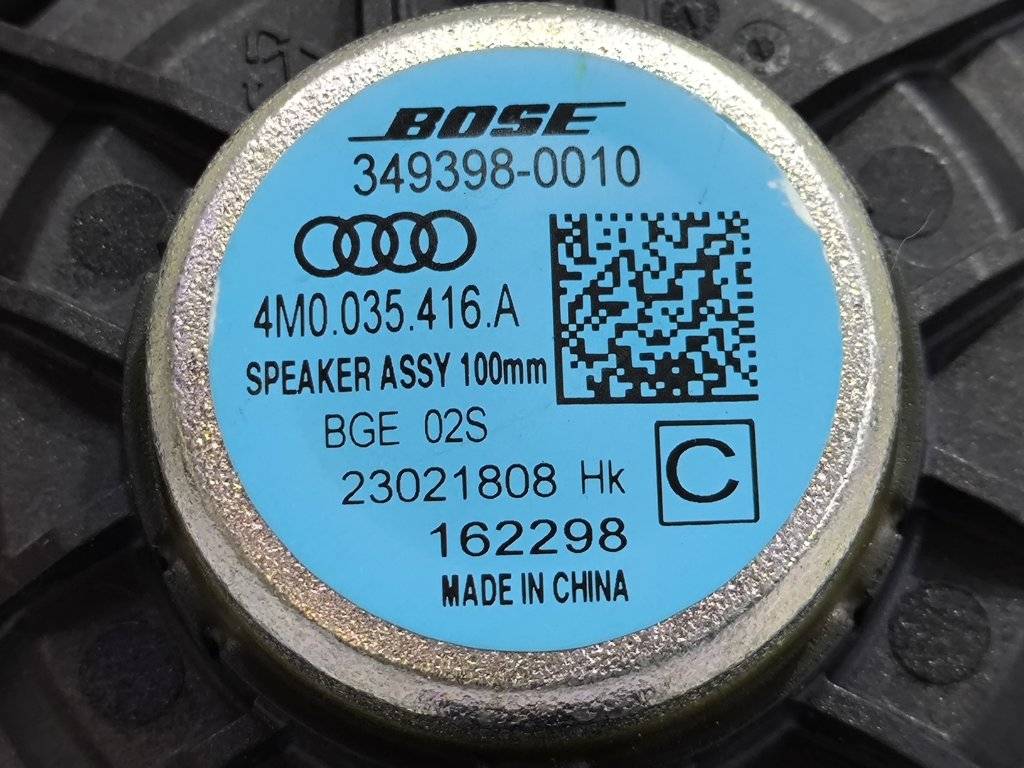 BOSE
349398-0010
4M0.035.416.A
SPEAKER ASSY 100mm
BGE 02S
23021808 Hk
C
162298
MADE IN CHINA